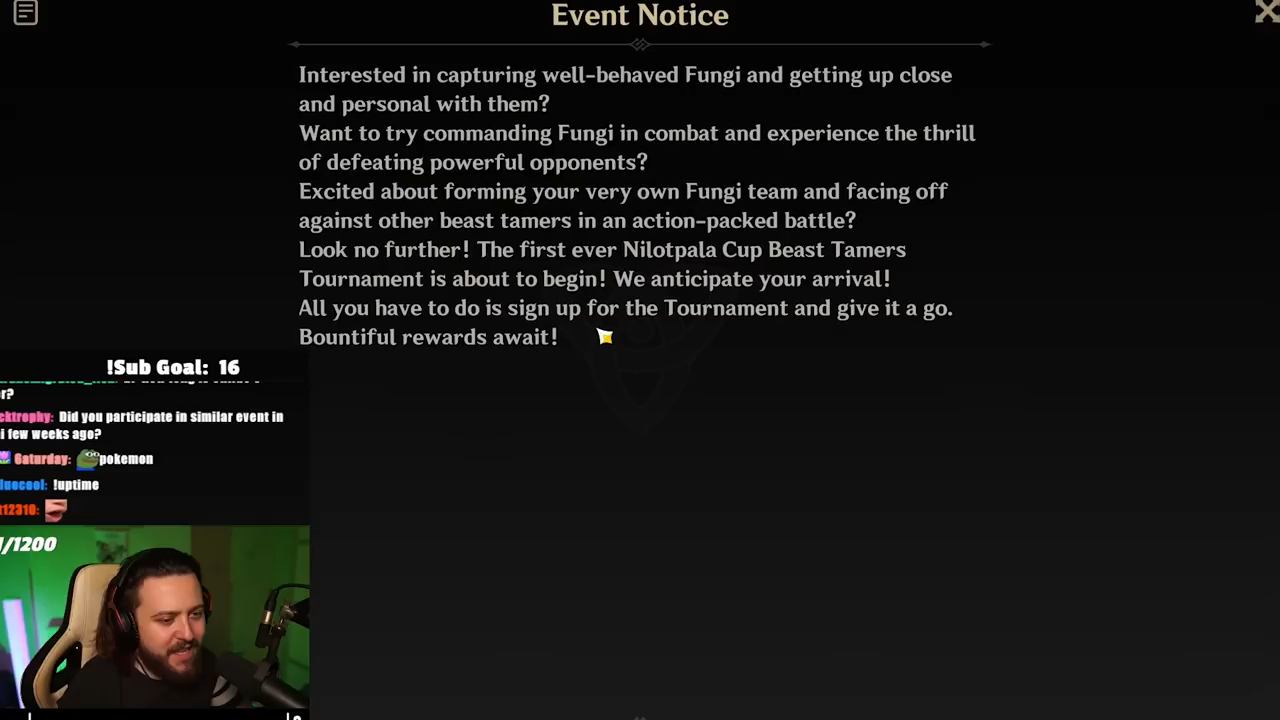 Event Notice
Interested in capturing well-behaved Fungi and getting up close
and personal with them?
Want to try commanding Fungi in combat and experience the thrill
of defeating powerful opponents?
Excited about forming your very own Fungi team and facing off
against other beast tamers in an action-packed battle?
Look no further! The first ever Nilotpala Cup Beast Tamers
Tournament is about to begin! We anticipate your arrival!
All you have to do is sign up for the Tournament and give it a go.
Bountiful rewards await!
!Sub Goal: 16
er?
cktrophy: Did you participate in similar event in
i few weeks ago?
6aturday: pokemon
luecool: !uptime
12310:
/1200